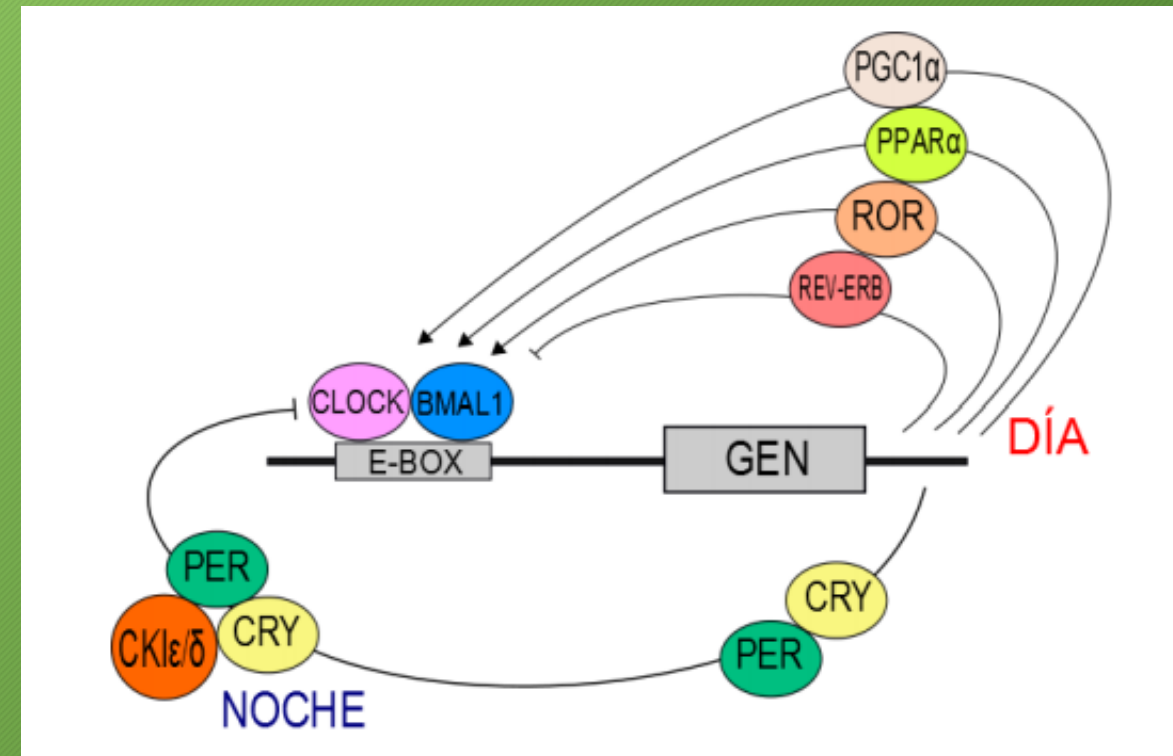 PGC1α
PPARα
ROR
REV-ERB
CLOCK BMAL1
E-BOX
GEN
DÍA
PER
CRY
CKIε/δ
NOCHE
CRY
PER